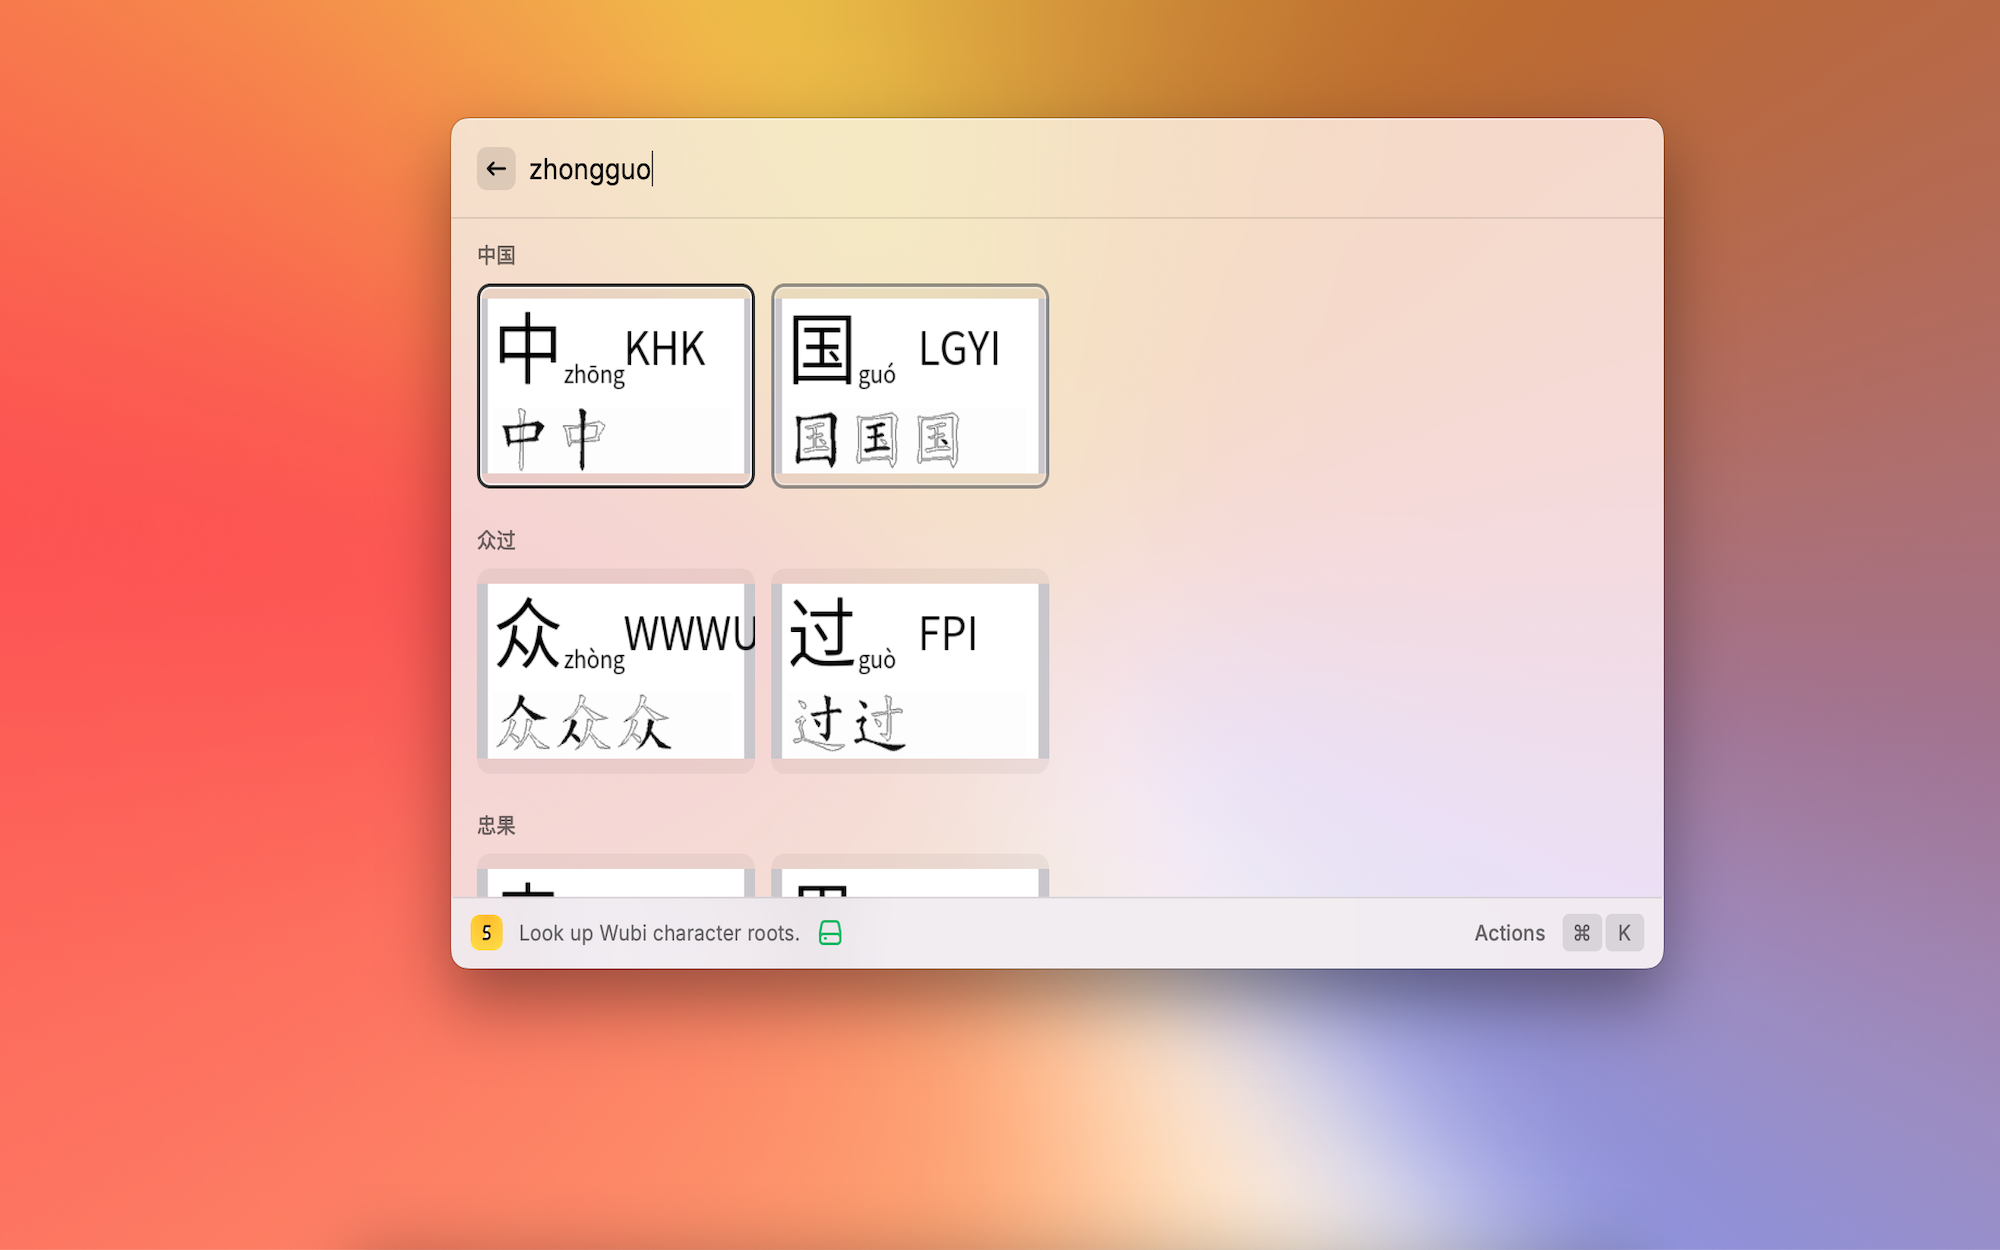 zhongguo
中国
中 zhōng KHK
国 guó LGYI
中中
国国国
众过
众 zhòng WWWU
过 guò FPI
众众众
过过
忠果
5 Look up Wubi character roots.
Actions ⌘ K